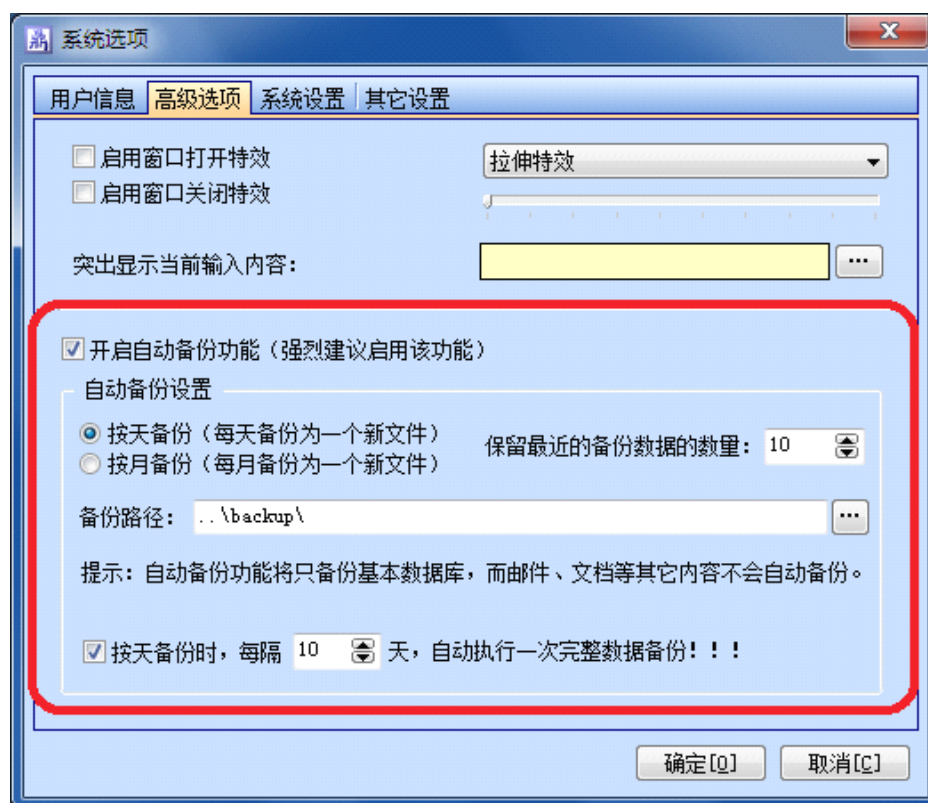 系统选项
用户信息 高级选项 系统设置 其它设置
启用窗口打开特效 拉伸特效
启用窗口关闭特效
突出显示当前输入内容: ...
开启自动备份功能（强烈建议启用该功能）
自动备份设置
按天备份（每天备份为一个新文件） 保留最近的备份数据的数量: 10
按月备份（每月备份为一个新文件）
备份路径: ..\backup\ ...
提示: 自动备份功能将只备份基本数据库，而邮件、文档等其它内容不会自动备份。
按天备份时，每隔 10 天，自动执行一次完整数据备份！！！
确定[O] 取消[C]